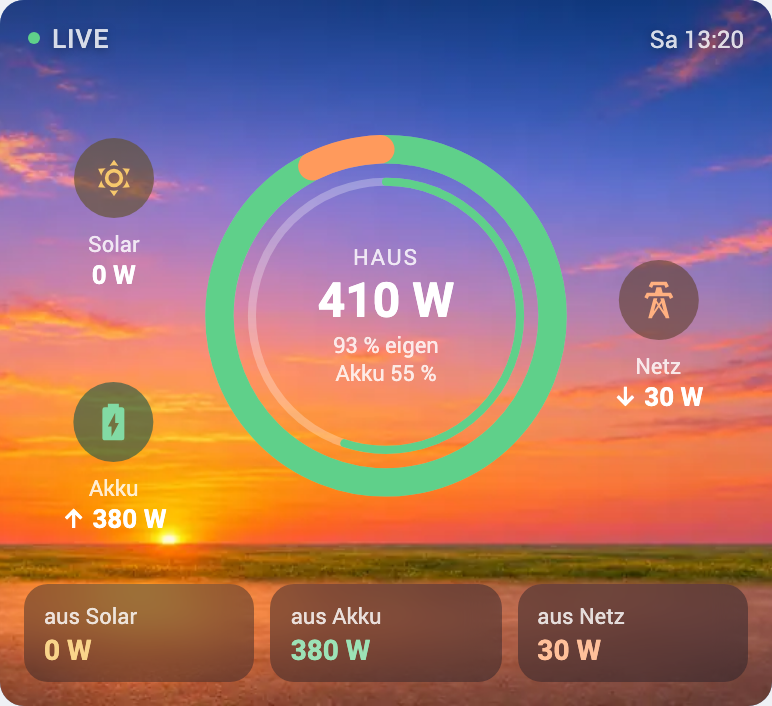 LIVE
Sa 13:20
Solar
0 W
HAUS
410 W
93 % eigen
Akku 55 %
Netz
↓ 30 W
Akku
↑ 380 W
aus Solar
0 W
aus Akku
380 W
aus Netz
30 W